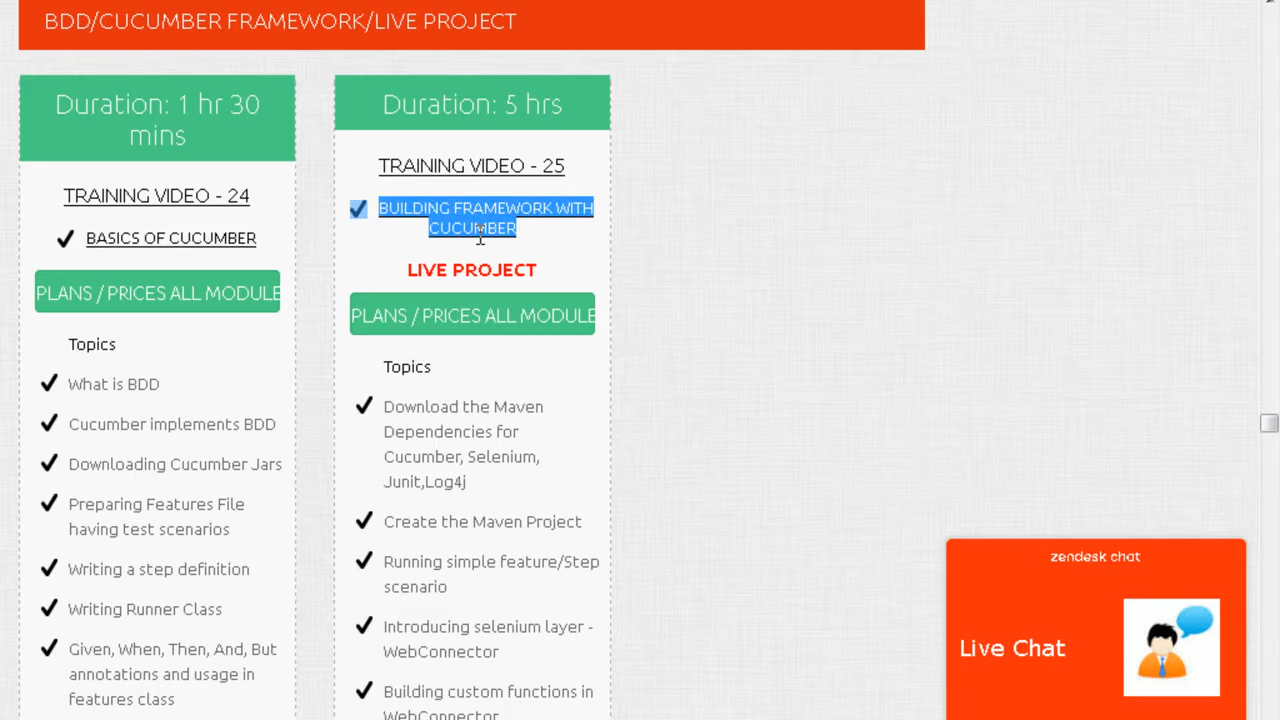 BDD/CUCUMBER FRAMEWORK/LIVE PROJECT
Duration: 1 hr 30
mins
TRAINING VIDEO - 24
BASICS OF CUCUMBER
PLANS / PRICES ALL MODULE
Topics
What is BDD
Cucumber implements BDD
Downloading Cucumber Jars
Preparing Features File
having test scenarios
Writing a step definition
Writing Runner Class
Given, When, Then, And, But
annotations and usage in
features class
Duration: 5 hrs
TRAINING VIDEO - 25
BUILDING FRAMEWORK WITH
CUCUMBER
LIVE PROJECT
PLANS / PRICES ALL MODULE
Topics
Download the Maven
Dependencies for
Cucumber, Selenium,
Junit,Log4j
Create the Maven Project
Running simple feature/Step
scenario
Introducing selenium layer -
WebConnector
Building custom functions in
WebConnector
zendesk chat
Live Chat